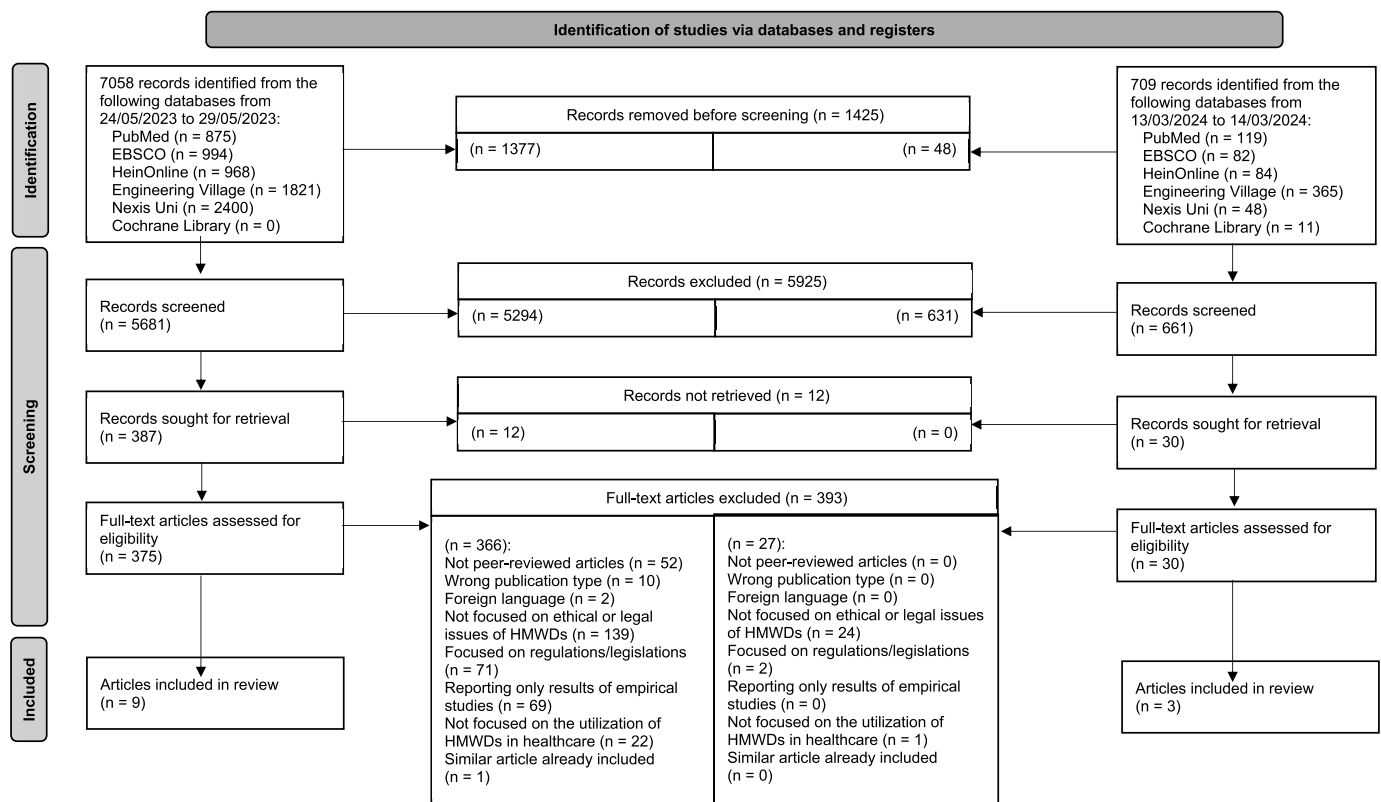 Identification of studies via databases and registers
Identification
7058 records identified from the
following databases from
24/05/2023 to 29/05/2023:
PubMed (n = 875)
EBSCO (n = 994)
HeinOnline (n = 968)
Engineering Village (n = 1821)
Nexis Uni (n = 2400)
Cochrane Library (n = 0)
Records removed before screening (n = 1425)
(n = 1377)
(n = 48)
709 records identified from the
following databases from
13/03/2024 to 14/03/2024:
PubMed (n = 119)
EBSCO (n = 82)
HeinOnline (n = 84)
Engineering Village (n = 365)
Nexis Uni (n = 48)
Cochrane Library (n = 11)
Screening
Records screened
(n = 5681)
Records excluded (n = 5925)
(n = 5294)
(n = 631)
Records screened
(n = 661)
Records sought for retrieval
(n = 387)
Records not retrieved (n = 12)
(n = 12)
(n = 0)
Records sought for retrieval
(n = 30)
Full-text articles assessed for
eligibility
(n = 375)
Full-text articles excluded (n = 393)
(n = 366):
Not peer-reviewed articles (n = 52)
Wrong publication type (n = 10)
Foreign language (n = 2)
Not focused on ethical or legal
issues of HMWDs (n = 139)
Focused on regulations/legislations
(n = 71)
Reporting only results of empirical
studies (n = 69)
Not focused on the utilization of
HMWDs in healthcare (n = 22)
Similar article already included
(n = 1)
(n = 27):
Not peer-reviewed articles (n = 0)
Wrong publication type (n = 0)
Foreign language (n = 0)
Not focused on ethical or legal issues
of HMWDs (n = 24)
Focused on regulations/legislations
(n = 2)
Reporting only results of empirical
studies (n = 0)
Not focused on the utilization of
HMWDs in healthcare (n = 1)
Similar article already included
(n = 0)
Full-text articles assessed for
eligibility
(n = 30)
Included
Articles included in review
(n = 9)
Articles included in review
(n = 3)